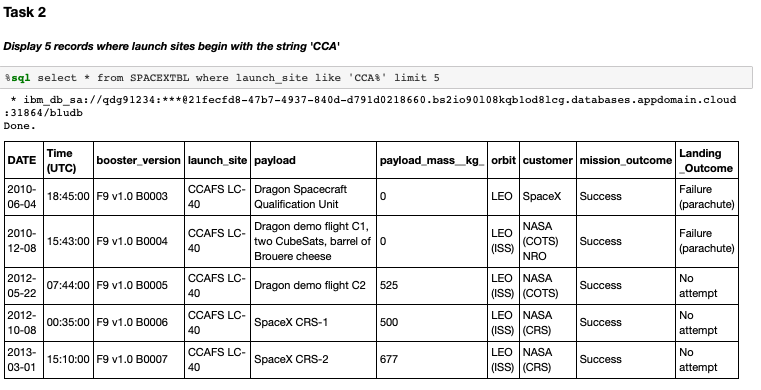 Task 2
Display 5 records where launch sites begin with the string 'CCA'
%sql select * from SPACEXTBL where launch_site like 'CCA%' limit 5
* ibm_db_sa://qdg91234:***@21fecfd8-47b7-4937-840d-d791d0218660.bs2io90l08kqb1od8lcg.databases.appdomain.cloud
:31864/bludb
Done.
DATE Time (UTC) booster_version launch_site payload payload_mass__kg_ orbit customer mission_outcome Landing _Outcome
2010-06-04 18:45:00 F9 v1.0 B0003 CCAFS LC-40 Dragon Spacecraft Qualification Unit 0 LEO SpaceX Success Failure (parachute)
2010-12-08 15:43:00 F9 v1.0 B0004 CCAFS LC-40 Dragon demo flight C1, two CubeSats, barrel of Brouere cheese 0 LEO (ISS) NASA (COTS) NRO Success Failure (parachute)
2012-05-22 07:44:00 F9 v1.0 B0005 CCAFS LC-40 Dragon demo flight C2 525 LEO (ISS) NASA (COTS) Success No attempt
2012-10-08 00:35:00 F9 v1.0 B0006 CCAFS LC-40 SpaceX CRS-1 500 LEO (ISS) NASA (CRS) Success No attempt
2013-03-01 15:10:00 F9 v1.0 B0007 CCAFS LC-40 SpaceX CRS-2 677 LEO (ISS) NASA (CRS) Success No attempt